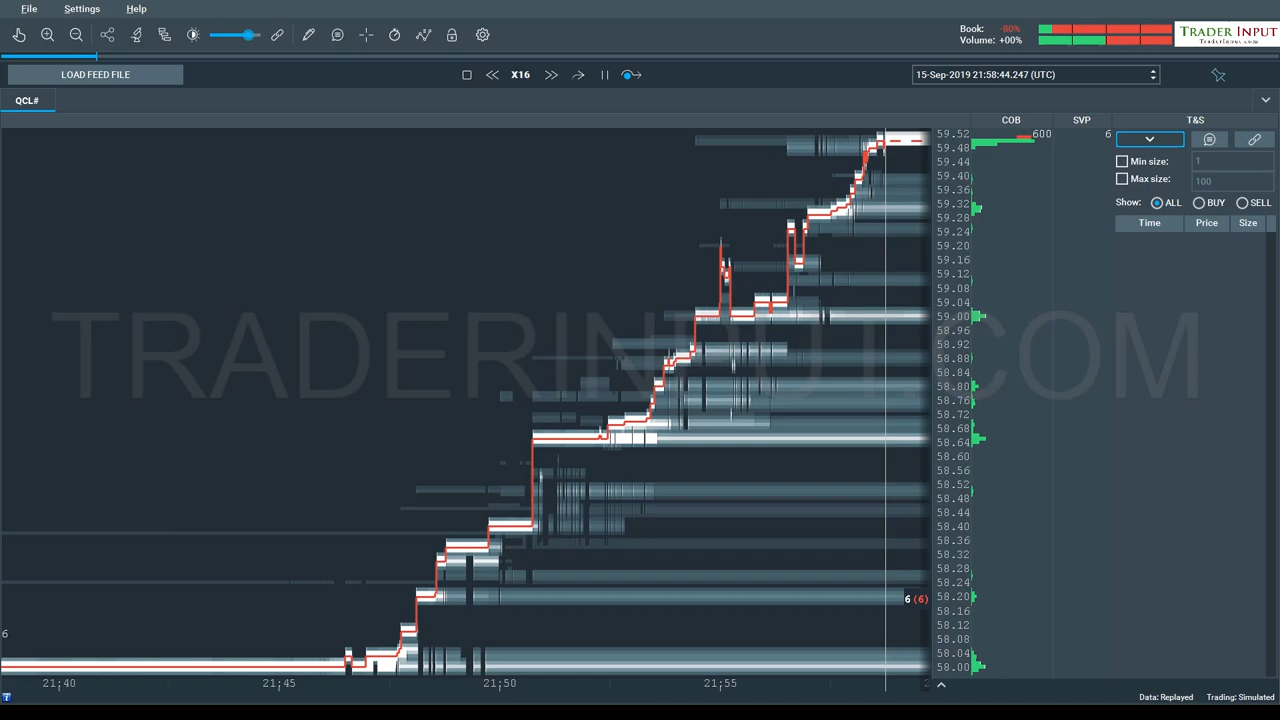 File Settings Help
Book: -80%
Volume: +00%
TRADER INPUT
TraderInput.com
LOAD FEED FILE
X16
15-Sep-2019 21:58:44.247 (UTC)
QCL#
COB SVP T&S
59.52 600 6
59.48
59.44
59.40
59.36
59.32
59.28
59.24
59.20
59.16
59.12
59.08
59.04
59.00
58.96
58.92
58.88
58.84
58.80
58.76
58.72
58.68
58.64
58.60
58.56
58.52
58.48
58.44
58.40
58.36
58.32
58.28
58.24
58.20
58.16
58.12
58.08
58.04
58.00
Min size: 1
Max size: 100
Show: ALL BUY SELL
Time Price Size
TRADERINPUT.COM
6 (6)
6
21:40 21:45 21:50 21:55
Data: Replayed Trading: Simulated